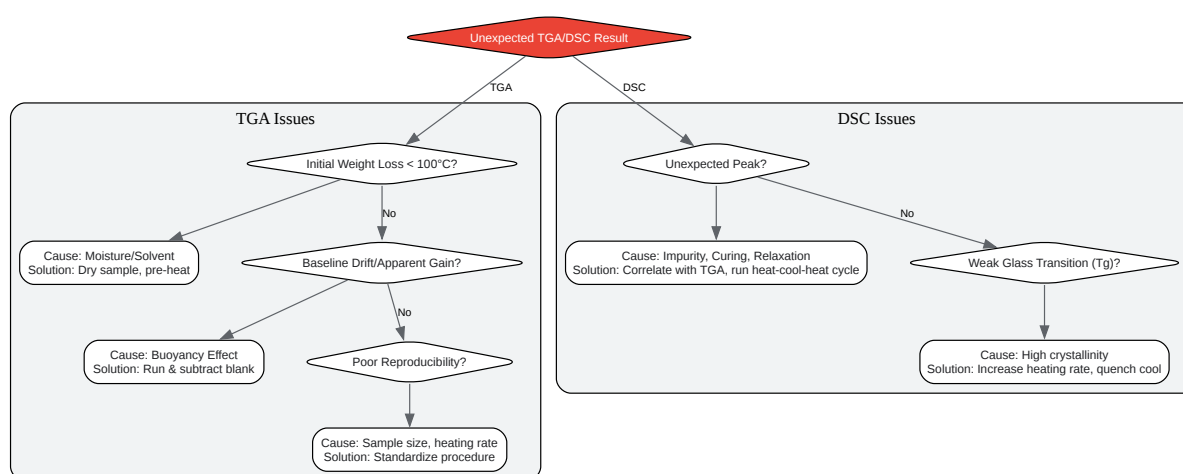 Unexpected TGA/DSC Result
TGA
DSC
TGA Issues
Initial Weight Loss < 100°C?
No
Cause: Moisture/Solvent
Solution: Dry sample, pre-heat
Baseline Drift/Apparent Gain?
No
Cause: Buoyancy Effect
Solution: Run & subtract blank
Poor Reproducibility?
Cause: Sample size, heating rate
Solution: Standardize procedure
DSC Issues
Unexpected Peak?
No
Cause: Impurity, Curing, Relaxation
Solution: Correlate with TGA, run heat-cool-heat cycle
Weak Glass Transition (Tg)?
Cause: High crystallinity
Solution: Increase heating rate, quench cool